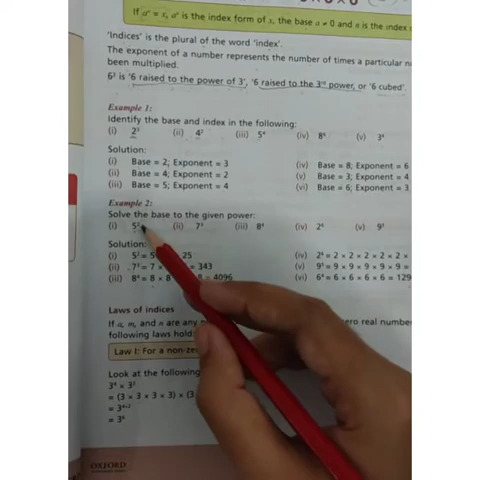 If aⁿ = x, aⁿ is the index form of x, the base a ≠ 0 and n is the index
'Indices' is the plural of the word 'index'.
The exponent of a number represents the number of times a particular
been multiplied.
6³ is '6 raised to the power of 3', '6 raised to the 3rd power, or '6 cubed'.
Example 1:
Identify the base and index in the following:
(i) 2³ (ii) 4² (iii) 5⁴ (iv) 8⁶ (v) 3⁴
Solution:
(i) Base = 2; Exponent = 3 (iv) Base = 8; Exponent = 6
(ii) Base = 4; Exponent = 2 (v) Base = 3; Exponent = 4
(iii) Base = 5; Exponent = 4 (vi) Base = 6; Exponent = 3
Example 2:
Solve the base to the given power:
(i) 5² (ii) 7³ (iii) 8⁴ (iv) 2⁶ (v) 9³
Solution:
(i) 5² = 5 25 (iv) 2⁶ = 2 × 2 × 2 × 2 × 2 ×
(ii) 7³ = 7 × = 343 (v) 9³ = 9 × 9 × 9 × 9 =
(iii) 8⁴ = 8 × 8 = 4096 (vi) 6⁴ = 6 × 6 × 6 × 6 = 129
Laws of indices
If a, m, and n are any real
following laws hold:
Law I: For a
Look at the following
3⁴ × 3²
= (3 × 3 × 3 × 3) × (3
= 3⁴⁺²
= 3⁶
OXFORD